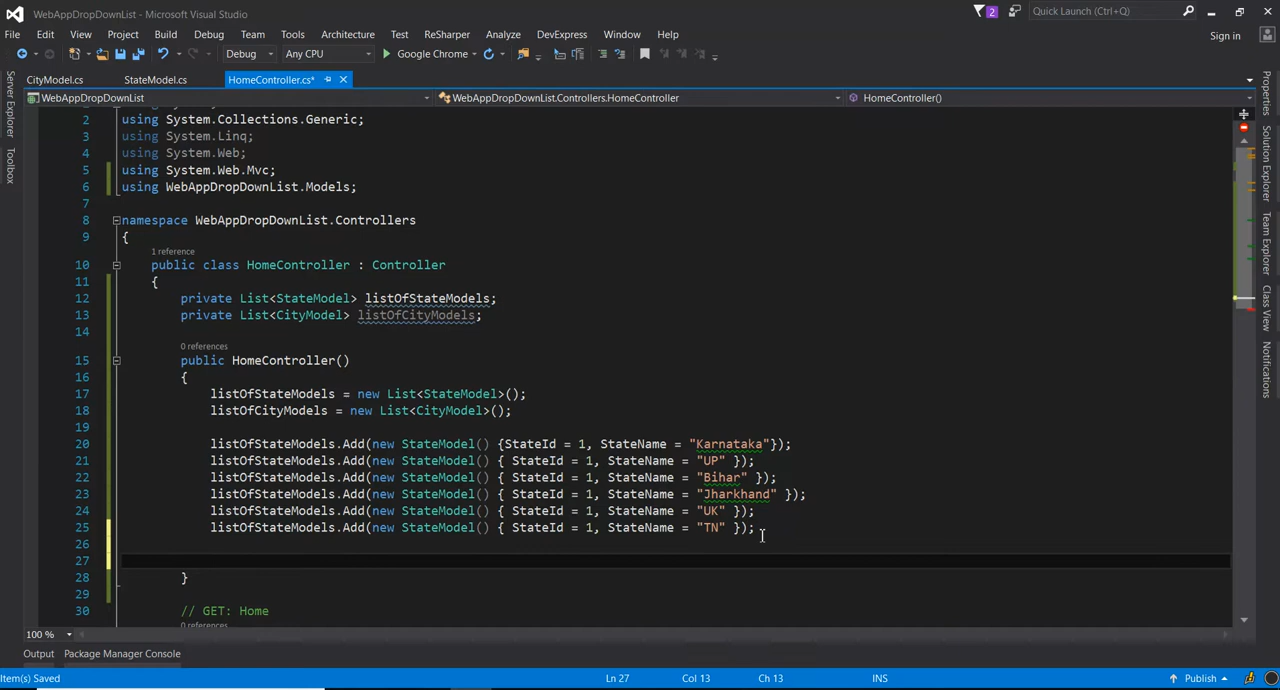 WebAppDropDownList - Microsoft Visual Studio
2
Quick Launch (Ctrl+Q)
File Edit View Project Build Debug Team Tools Architecture Test ReSharper Analyze DevExpress Window Help
Sign in
Debug Any CPU Google Chrome
CityModel.cs StateModel.cs HomeController.cs*
WebAppDropDownList WebAppDropDownList.Controllers.HomeController HomeController()
2 using System.Collections.Generic;
3 using System.Linq;
4 using System.Web;
5 using System.Web.Mvc;
6 using WebAppDropDownList.Models;
7
8 namespace WebAppDropDownList.Controllers
9 {
1 reference
10 public class HomeController : Controller
11 {
12 private List<StateModel> listOfStateModels;
13 private List<CityModel> listOfCityModels;
14
0 references
15 public HomeController()
16 {
17 listOfStateModels = new List<StateModel>();
18 listOfCityModels = new List<CityModel>();
19
20 listOfStateModels.Add(new StateModel() {StateId = 1, StateName = "Karnataka"});
21 listOfStateModels.Add(new StateModel() { StateId = 1, StateName = "UP" });
22 listOfStateModels.Add(new StateModel() { StateId = 1, StateName = "Bihar" });
23 listOfStateModels.Add(new StateModel() { StateId = 1, StateName = "Jharkhand" });
24 listOfStateModels.Add(new StateModel() { StateId = 1, StateName = "UK" });
25 listOfStateModels.Add(new StateModel() { StateId = 1, StateName = "TN" });
26
27
28 }
29
30 // GET: Home
0 references
100 %
Output Package Manager Console
Item(s) Saved Ln 27 Col 13 Ch 13 INS Publish
Server Explorer
Toolbox
Properties
Solution Explorer
Team Explorer
Class View
Notifications